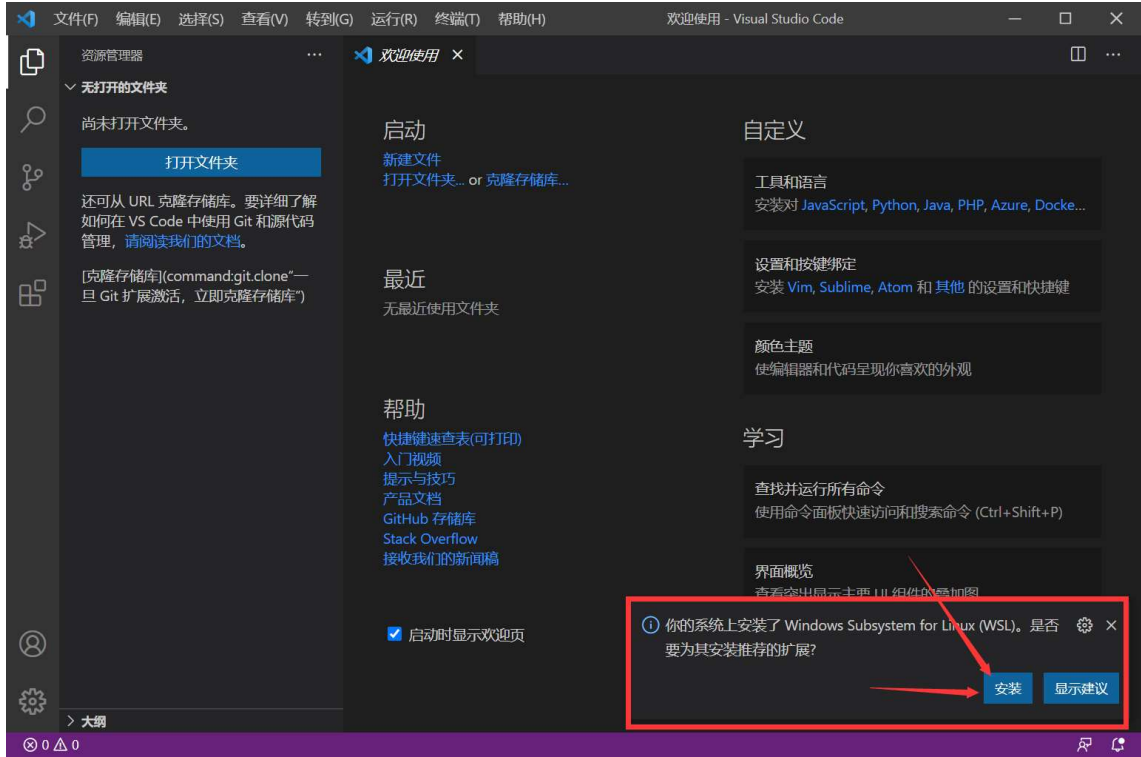 文件(F) 编辑(E) 选择(S) 查看(V) 转到(G) 运行(R) 终端(T) 帮助(H) 欢迎使用 - Visual Studio Code
资源管理器
欢迎使用
无打开的文件夹
尚未打开文件夹。
打开文件夹
还可从 URL 克隆存储库。要详细了解
如何在 VS Code 中使用 Git 和源代码
管理，请阅读我们的文档。
[克隆存储库](command:git.clone“一
旦 Git 扩展激活，立即克隆存储库”)
大纲
启动
新建文件
打开文件夹... or 克隆存储库...
最近
无最近使用文件夹
帮助
快捷键速查表(可打印)
入门视频
提示与技巧
产品文档
GitHub 存储库
Stack Overflow
接收我们的新闻稿
启动时显示欢迎页
自定义
工具和语言
安装对 JavaScript, Python, Java, PHP, Azure, Docke...
设置和按键绑定
安装 Vim, Sublime, Atom 和 其他 的设置和快捷键
颜色主题
使编辑器和代码呈现你喜欢的外观
学习
查找并运行所有命令
使用命令面板快速访问和搜索命令 (Ctrl+Shift+P)
界面概览
查看突出显示主要 UI 组件的叠加图
你的系统上安装了 Windows Subsystem for Linux (WSL)。是否
要为其安装推荐的扩展?
安装 显示建议
0 0